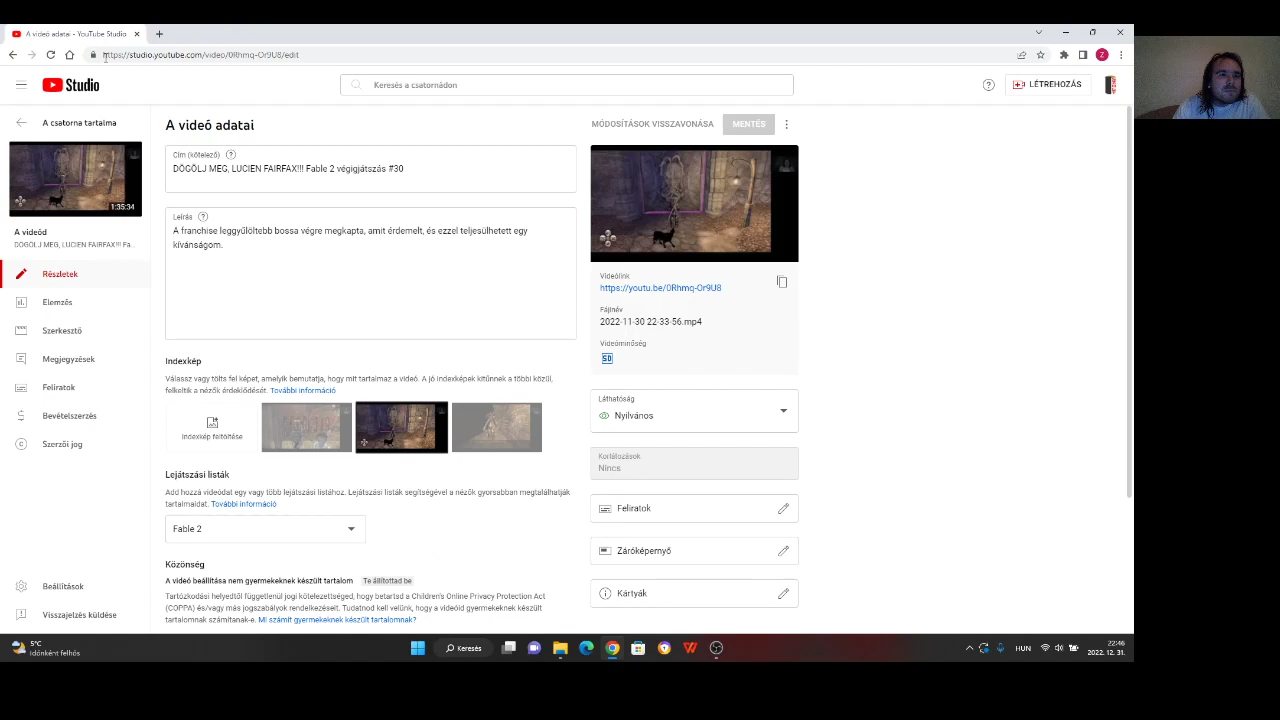 A videó adatai - YouTube Studio
https://studio.youtube.com/video/0Rhmq-Or9U8/edit
Z
Studio
Keresés a csatornádon
LÉTREHOZÁS
A csatorna tartalma
1:35:34
A videód
DÖGÖLJ MEG, LUCIEN FAIRFAX!!! Fa...
Részletek
Elemzés
Szerkesztő
Megjegyzések
Feliratok
Bevételszerzés
Szerzői jog
Beállítások
Visszajelzés küldése
A videó adatai
MÓDOSÍTÁSOK VISSZAVONÁSA
MENTÉS
Cím (kötelező)
DÖGÖLJ MEG, LUCIEN FAIRFAX!!! Fable 2 végigjátszás #30
Leírás
A franchise leggyűlöltebb bossa végre megkapta, amit érdemelt, és ezzel teljesülhetett egy
kívánságom.
Indexkép
Válassz vagy tölts fel képet, amelyik bemutatja, hogy mit tartalmaz a videó. A jó indexképek kitűnnek a többi közül,
felkeltik a nézők érdeklődését. További információ
Indexkép feltöltése
Lejátszási listák
Add hozzá videódat egy vagy több lejátszási listához. Lejátszási listák segítségével a nézők gyorsabban megtalálhatják
tartalmaidat. További információ
Fable 2
Közönség
A videó beállítása nem gyermekeknek készült tartalom
Te állítottad be
Tartózkodási helyedtől függetlenül jogi kötelezettséged, hogy betartsd a Children's Online Privacy Protection Act
(COPPA) és/vagy más jogszabályok rendelkezéseit. Tudatnod kell velünk, hogy a videóid gyermekeknek készült
tartalomnak számítanak-e. Mi számít gyermekeknek készült tartalomnak?
Videólink
https://youtu.be/0Rhmq-Or9U8
Fájlnév
2022-11-30 22-33-56.mp4
Videóminőség
SD
Láthatóság
Nyilvános
Korlátozások
Nincs
Feliratok
Záróképernyő
Kártyák
5°C
Időnként felhős
Keresés
HUN
22:46
2022. 12. 31.